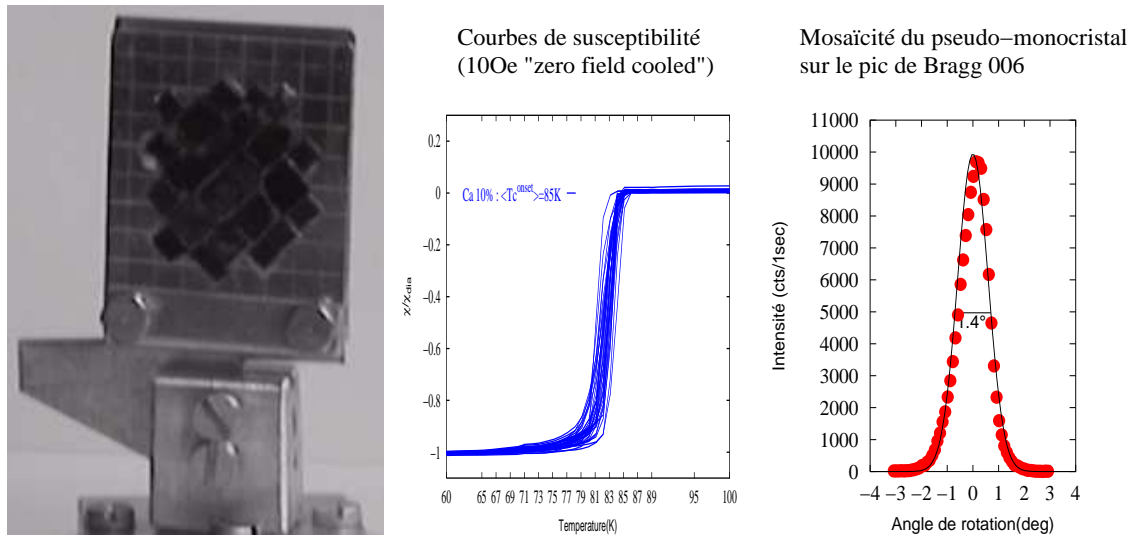 Courbes de susceptibilité
(10Oe "zero field cooled")
Mosaïcité du pseudo−monocristal
sur le pic de Bragg 006
0.2
0
−0.2
−0.4
−0.6
−0.8
−1
χ/χdia
Ca 10% : <Tc^onset>=85K
60 65 67 69 71 73 75 77 79 81 83 85 87 89 95 100
Temperature(K)
11000
10000
9000
8000
7000
6000
5000
4000
3000
2000
1000
0
Intensité (cts/1sec)
1.4°
−4 −3 −2 −1 0 1 2 3 4
Angle de rotation(deg)